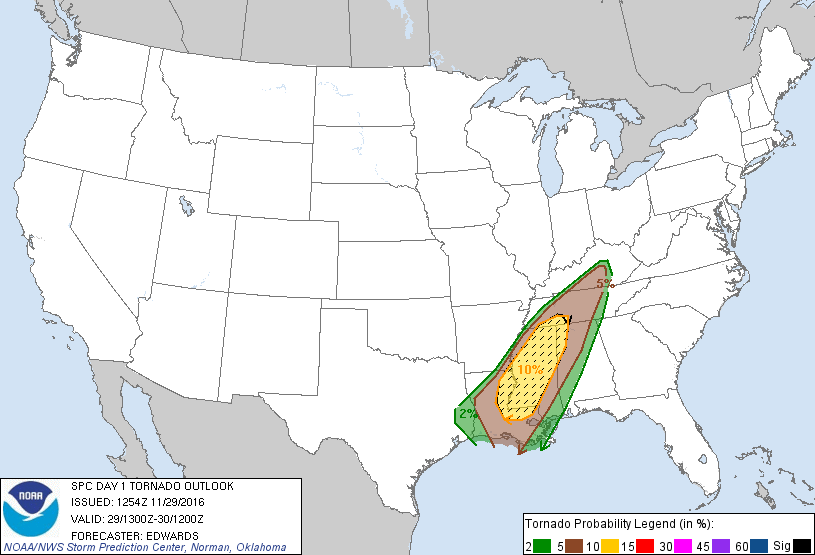 5%
10%
2%
NOAA
SPC DAY 1 TORNADO OUTLOOK
ISSUED: 1254Z 11/29/2016
VALID: 29/1300Z-30/1200Z
FORECASTER: EDWARDS
NOAA/NWS Storm Prediction Center, Norman, Oklahoma
Tornado Probability Legend (in %):
2 5 10 15 30 45 60 Sig